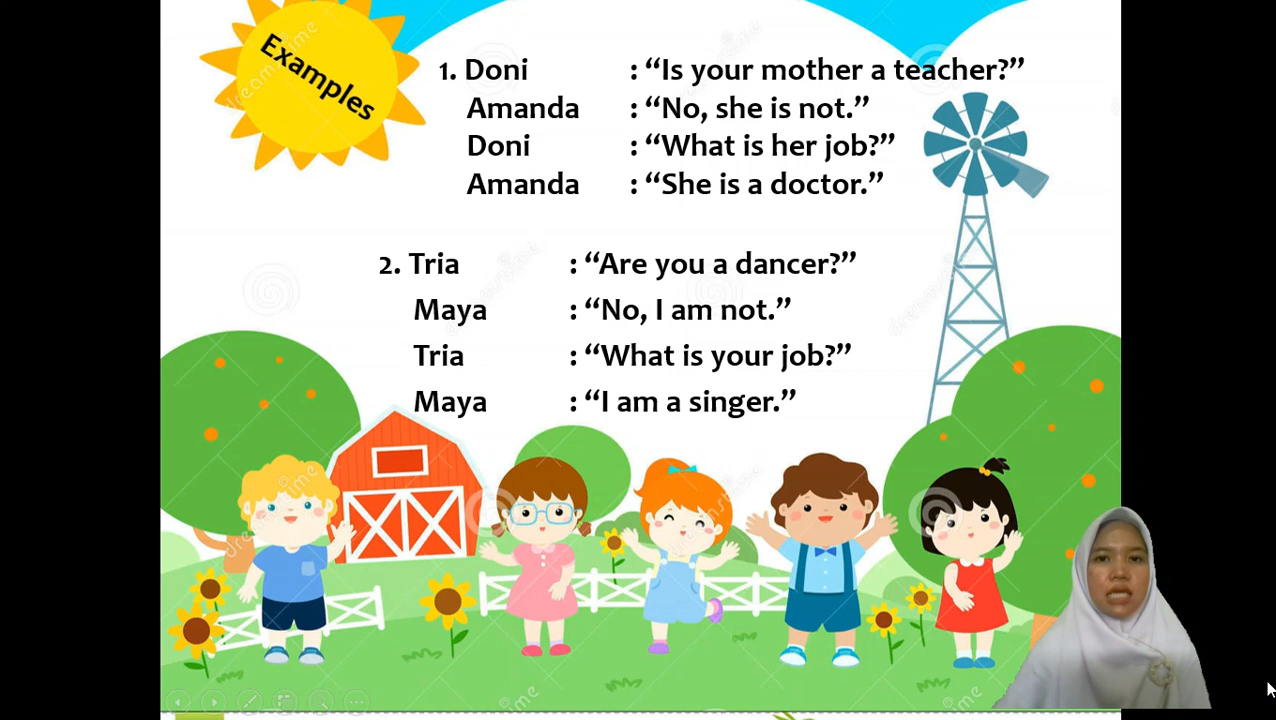 Examples
1. Doni : “Is your mother a teacher?”
Amanda : “No, she is not.”
Doni : “What is her job?”
Amanda : “She is a doctor.”
2. Tria : “Are you a dancer?”
Maya : “No, I am not.”
Tria : “What is your job?”
Maya : “I am a singer.”